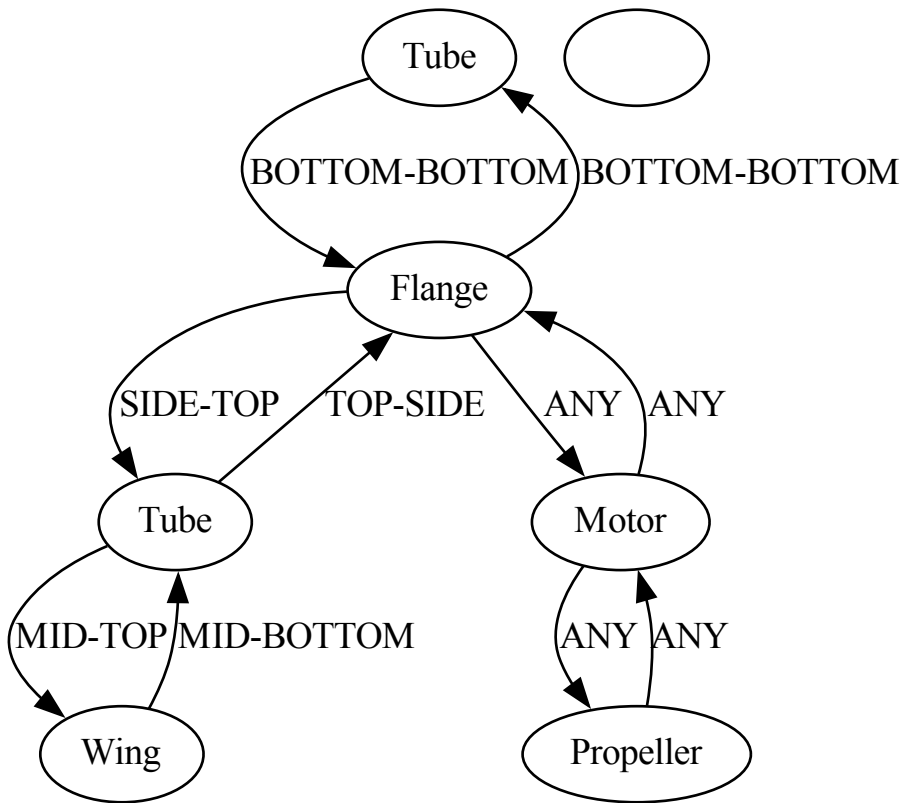 Tube
BOTTOM-BOTTOM
BOTTOM-BOTTOM
Flange
SIDE-TOP
TOP-SIDE
ANY
ANY
Tube
Motor
MID-TOP
MID-BOTTOM
ANY
ANY
Wing
Propeller